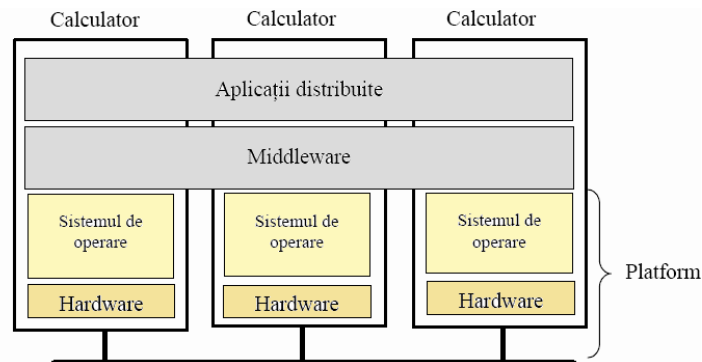 Calculator Calculator Calculator
Aplicații distribuite
Middleware
Sistemul de Sistemul de Sistemul de
operare operare operare
Platform
Hardware Hardware Hardware